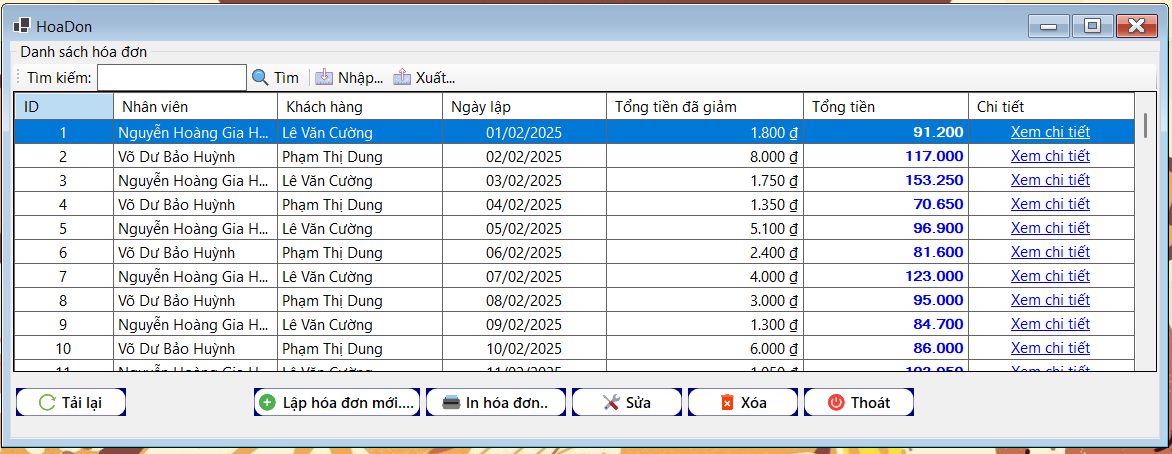 HoaDon
Danh sách hóa đơn
Tìm kiếm: Tìm Nhập... Xuất...
ID Nhân viên Khách hàng Ngày lập Tổng tiền đã giảm Tổng tiền Chi tiết
1 Nguyễn Hoàng Gia H... Lê Văn Cường 01/02/2025 1.800 ₫ 91.200 Xem chi tiết
2 Võ Dư Bảo Huỳnh Phạm Thị Dung 02/02/2025 8.000 ₫ 117.000 Xem chi tiết
3 Nguyễn Hoàng Gia H... Lê Văn Cường 03/02/2025 1.750 ₫ 153.250 Xem chi tiết
4 Võ Dư Bảo Huỳnh Phạm Thị Dung 04/02/2025 1.350 ₫ 70.650 Xem chi tiết
5 Nguyễn Hoàng Gia H... Lê Văn Cường 05/02/2025 5.100 ₫ 96.900 Xem chi tiết
6 Võ Dư Bảo Huỳnh Phạm Thị Dung 06/02/2025 2.400 ₫ 81.600 Xem chi tiết
7 Nguyễn Hoàng Gia H... Lê Văn Cường 07/02/2025 4.000 ₫ 123.000 Xem chi tiết
8 Võ Dư Bảo Huỳnh Phạm Thị Dung 08/02/2025 3.000 ₫ 95.000 Xem chi tiết
9 Nguyễn Hoàng Gia H... Lê Văn Cường 09/02/2025 1.300 ₫ 84.700 Xem chi tiết
10 Võ Dư Bảo Huỳnh Phạm Thị Dung 10/02/2025 6.000 ₫ 86.000 Xem chi tiết
Tải lại Lập hóa đơn mới.... In hóa đơn.. Sửa Xóa Thoát